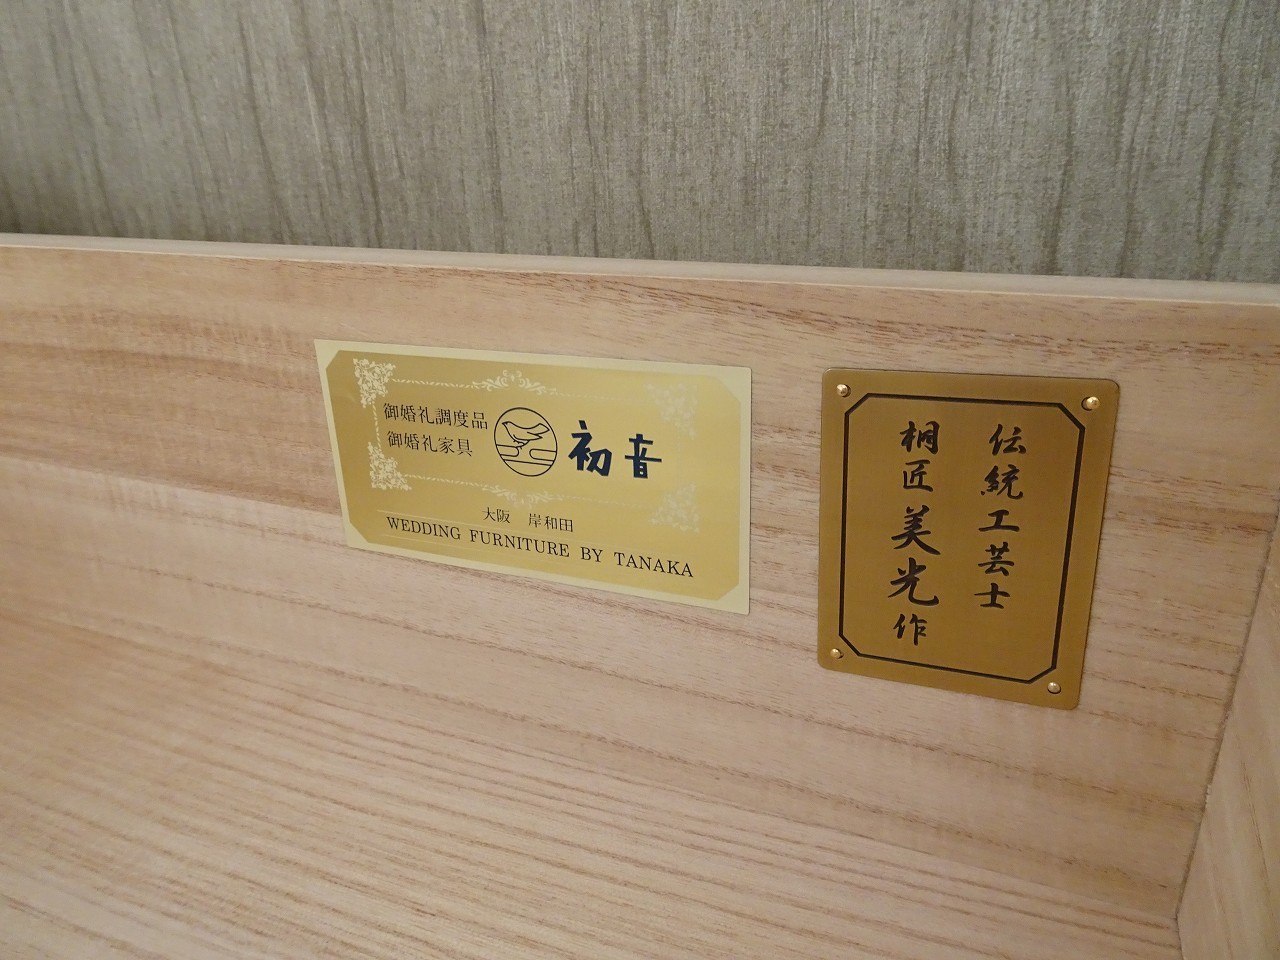 御婚礼調度品
御婚礼家具
初音
大阪　岸和田
WEDDING FURNITURE BY TANAKA
伝統工芸士
桐匠美光作